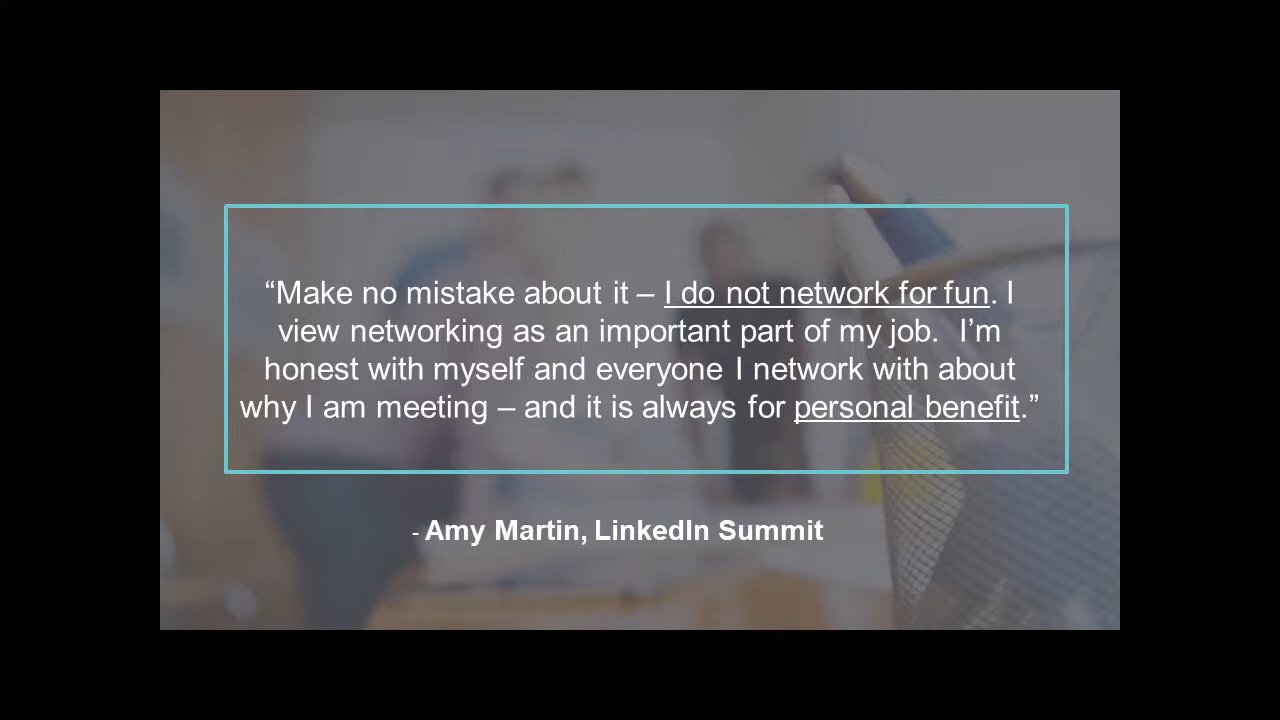 “Make no mistake about it – I do not network for fun. I
view networking as an important part of my job.  I’m
honest with myself and everyone I network with about
why I am meeting – and it is always for personal benefit.”
- Amy Martin, LinkedIn Summit